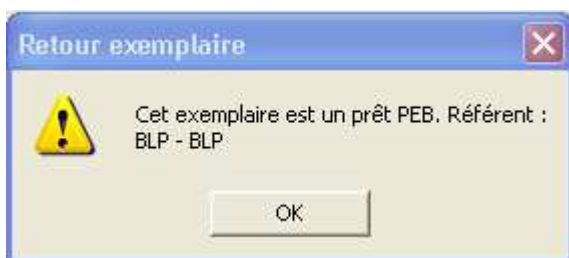 Retour exemplaire
Cet exemplaire est un prêt PEB. Référent :
BLP - BLP
OK